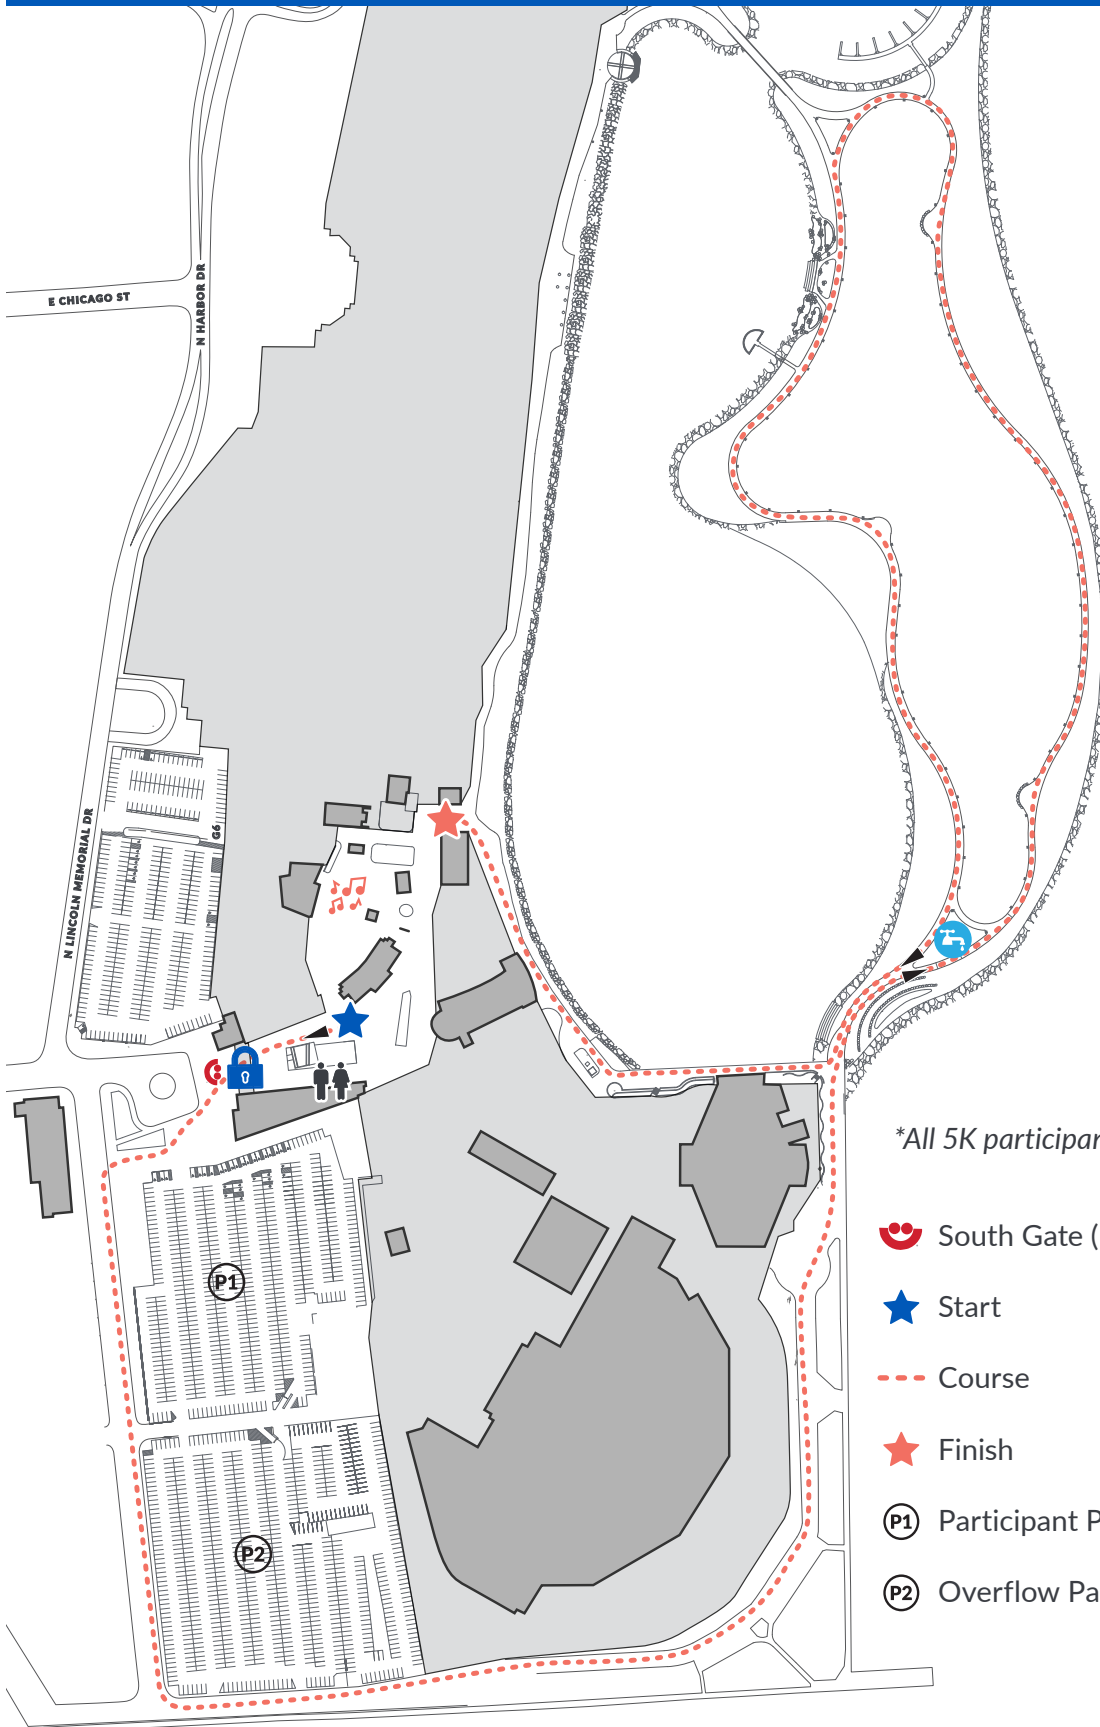 E CHICAGO ST
N HARBOR DR
N LINCOLN MEMORIAL DR
G6
P1
P2
*All 5K participar
South Gate (
Start
Course
Finish
P1 Participant P
P2 Overflow Pa